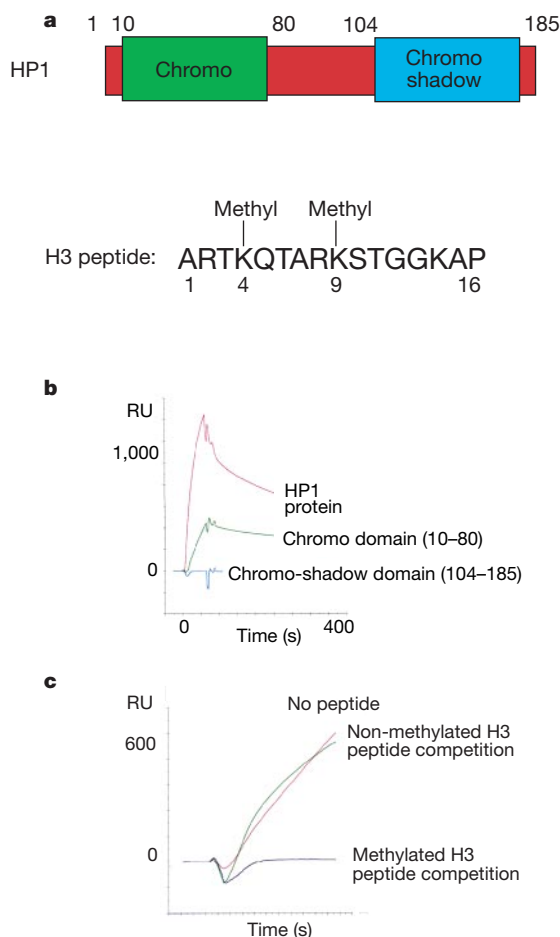 a
1 10 80 104 185
HP1
Chromo
Chromo
shadow
Methyl Methyl
H3 peptide: ARTKQTARKSTGGKAP
1 4 9 16
b
RU
1,000
HP1
protein
Chromo domain (10–80)
0
Chromo-shadow domain (104–185)
0 400
Time (s)
c
RU
No peptide
600
Non-methylated H3
peptide competition
0
Methylated H3
peptide competition
Time (s)